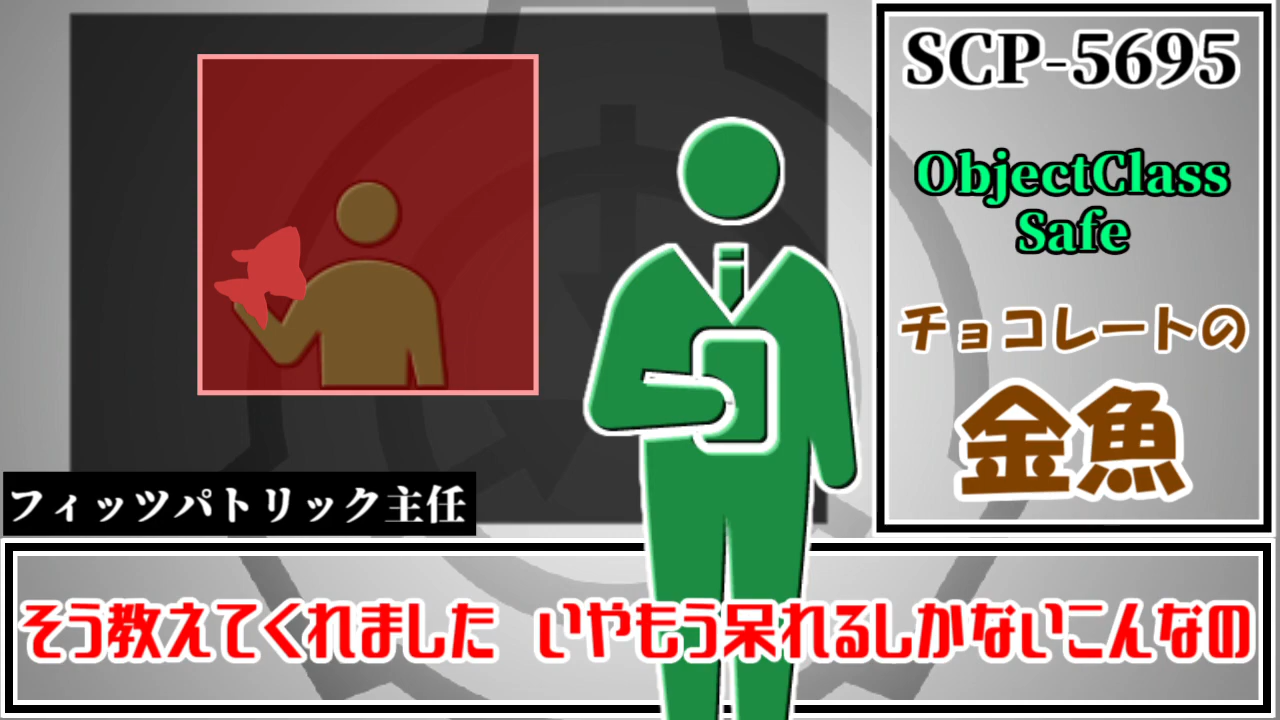 SCP-5695
ObjectClass
Safe
チョコレートの
金魚
フィッツパトリック主任
そう教えてくれました いやもう呆れるしかないこんなの